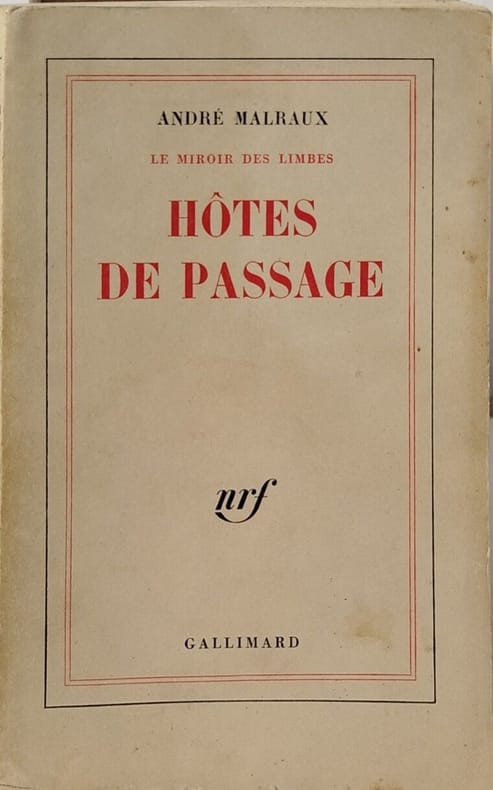 ANDRÉ MALRAUX
LE MIROIR DES LIMBES
HÔTES
DE PASSAGE
nrf
GALLIMARD